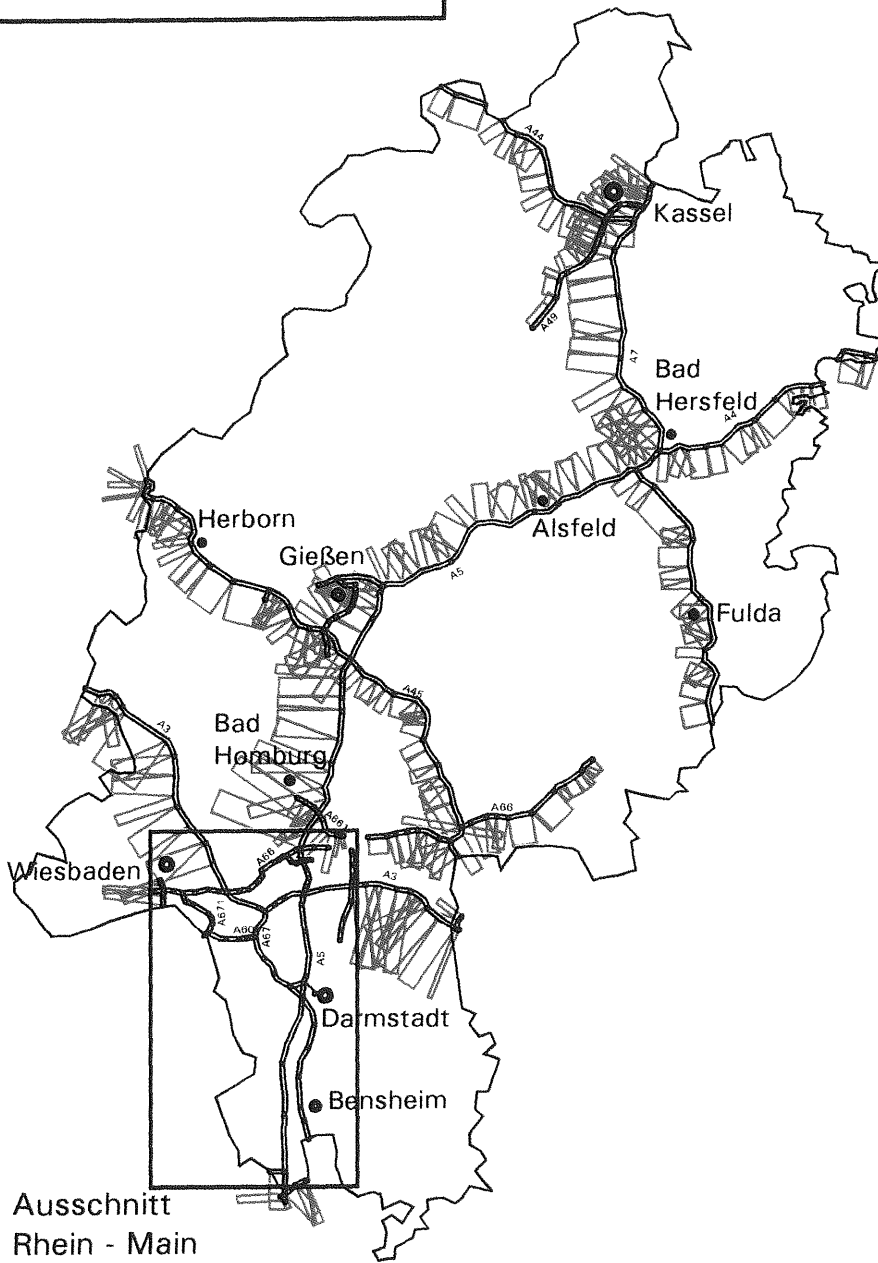 A44
Kassel
A49
A7
Bad
Hersfeld
A4
Herborn
Gießen
Alsfeld
A5
Fulda
A45
A3
Bad
Homburg
A661
A66
A66
Wiesbaden
A3
A671
A60
A67
A5
Darmstadt
Bensheim
Ausschnitt
Rhein - Main